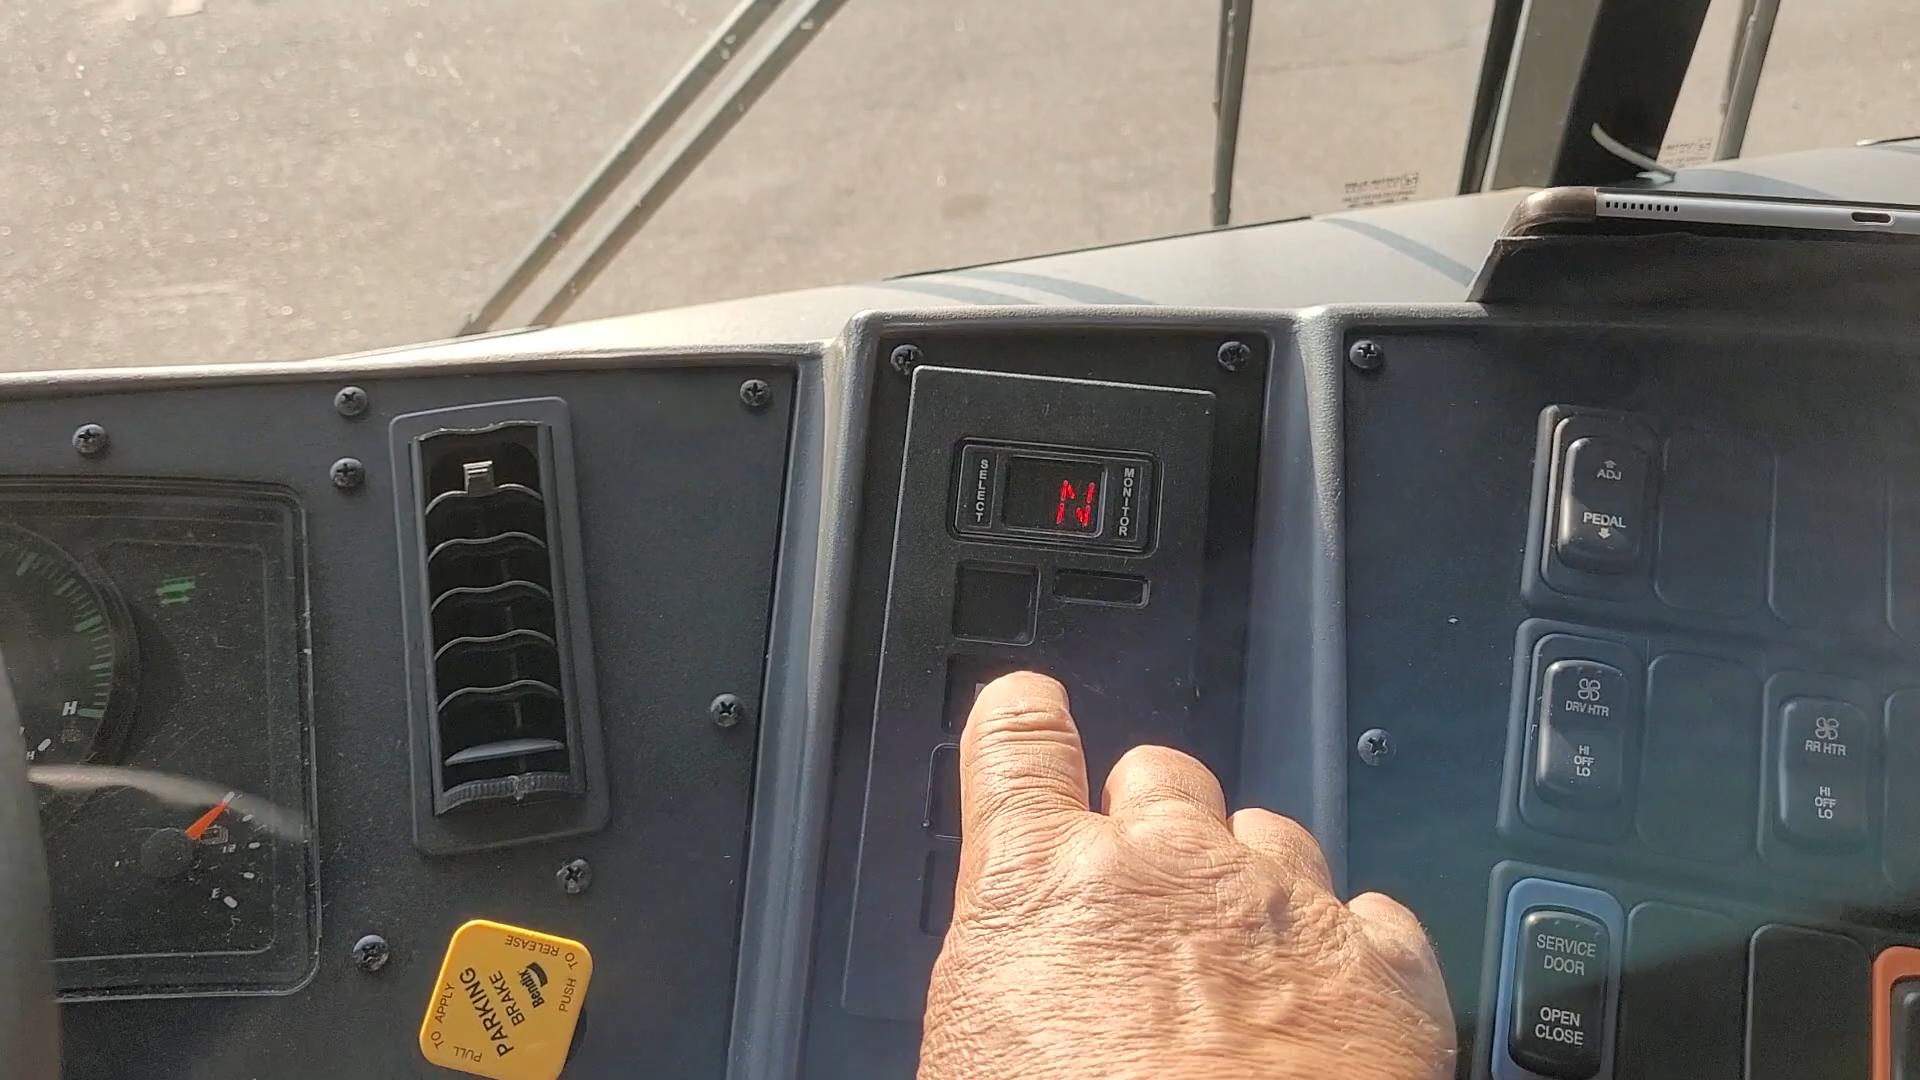 SELECT
N
MONITOR
ADJ
PEDAL
DRV HTR
HI
OFF
LO
RR HTR
HI
OFF
LO
SERVICE
DOOR
OPEN
CLOSE
H
H
E
PUSH TO RELEASE
Bendix
PARKING
BRAKE
PULL TO APPLY